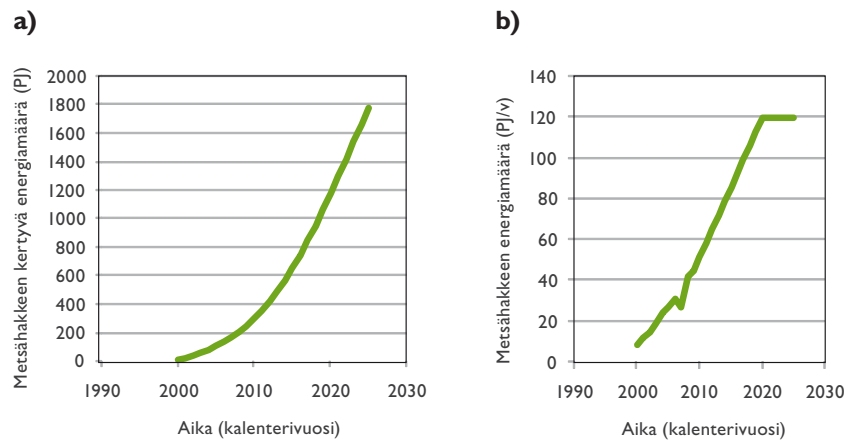 a)
Metsähakkeen kertyvä energiamäärä (PJ)
2000
1800
1600
1400
1200
1000
800
600
400
200
0
1990 2000 2010 2020 2030
Aika (kalenterivuosi)
b)
Metsähakkeen energiamäärä (PJ/v)
140
120
100
80
60
40
20
0
1990 2000 2010 2020 2030
Aika (kalenterivuosi)